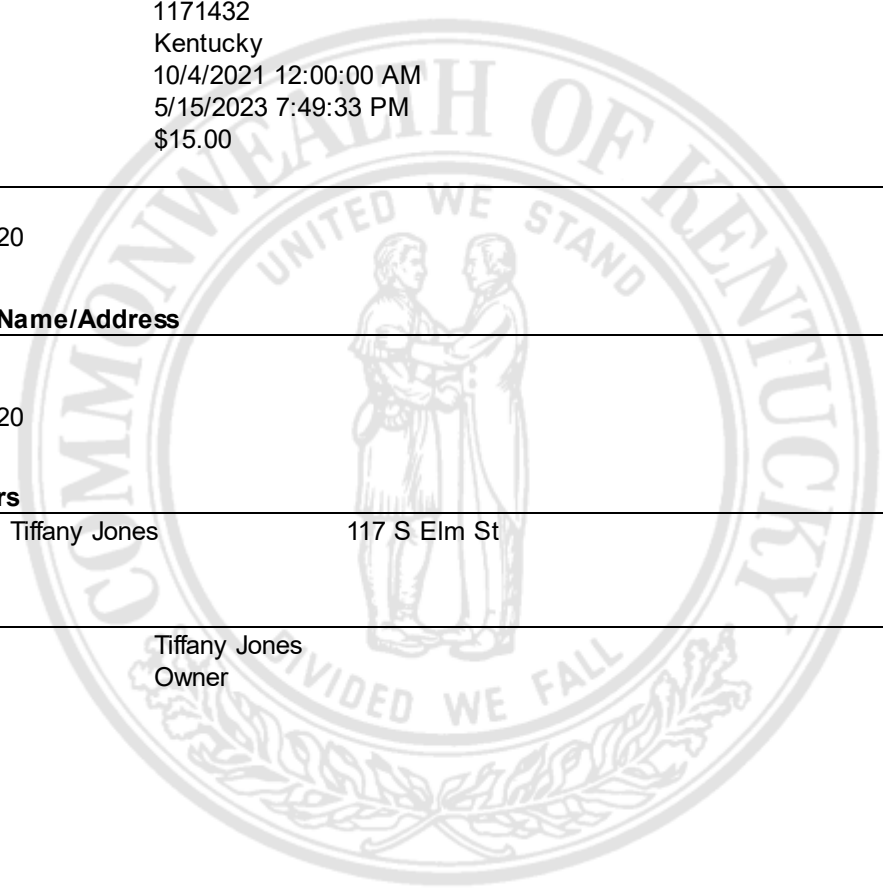 1171432
Kentucky
10/4/2021 12:00:00 AM
5/15/2023 7:49:33 PM
$15.00
20
Name/Address
20
rs
Tiffany Jones 117 S Elm St
Tiffany Jones
Owner
COMMONWEALTH OF KENTUCKY
UNITED WE STAND
DIVIDED WE FALL